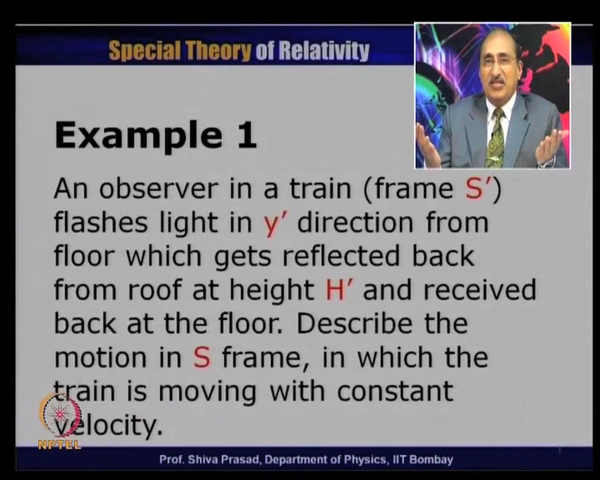 Special Theory of Relativity
Example 1
An observer in a train (frame S′)
flashes light in y′ direction from
floor which gets reflected back
from roof at height H′ and received
back at the floor. Describe the
motion in S frame, in which the
train is moving with constant
velocity.
NPTEL
Prof. Shiva Prasad, Department of Physics, IIT Bombay
1